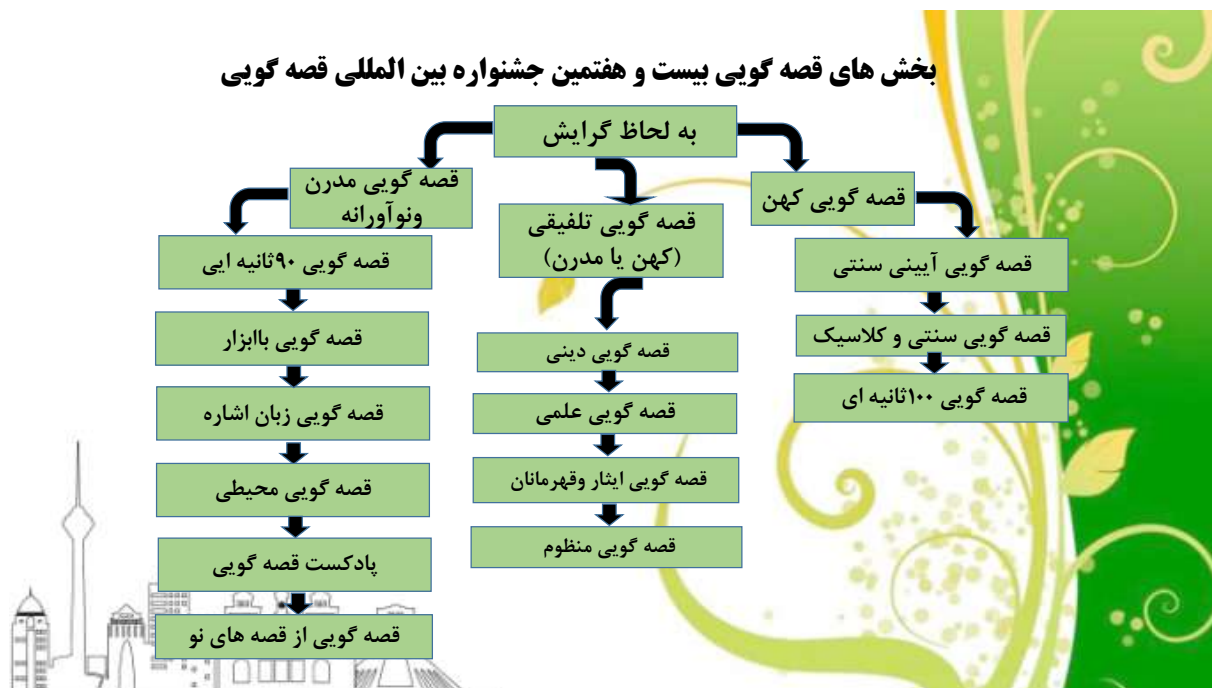 بخش های قصه گویی بیست و هفتمین جشنواره بین المللی قصه گویی
به لحاظ گرایش
قصه گویی کهن
قصه گویی آیینی سنتی
قصه گویی سنتی و کلاسیک
قصه گویی ۱۰۰ثانیه ای
قصه گویی تلفیقی
(کهن یا مدرن)
قصه گویی دینی
قصه گویی علمی
قصه گویی ایثار وقهرمانان
قصه گویی منظوم
قصه گویی مدرن
ونوآورانه
قصه گویی ۹۰ثانیه ایی
قصه گویی باابزار
قصه گویی زبان اشاره
قصه گویی محیطی
پادکست قصه گویی
قصه گویی از قصه های نو